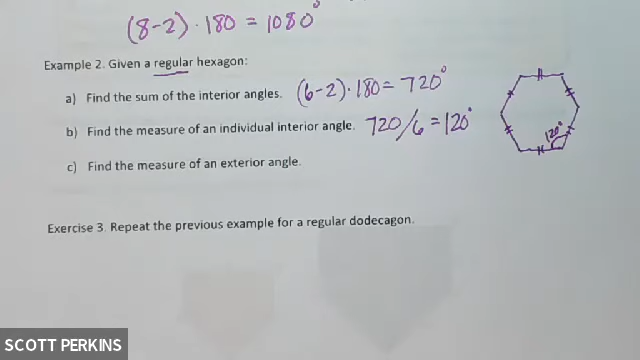 (8-2)·180 = 1080°
Example 2. Given a regular hexagon:
a) Find the sum of the interior angles. (6-2)·180 = 720°
b) Find the measure of an individual interior angle. 720/6 = 120°
120°
c) Find the measure of an exterior angle.
Exercise 3. Repeat the previous example for a regular dodecagon.
SCOTT PERKINS